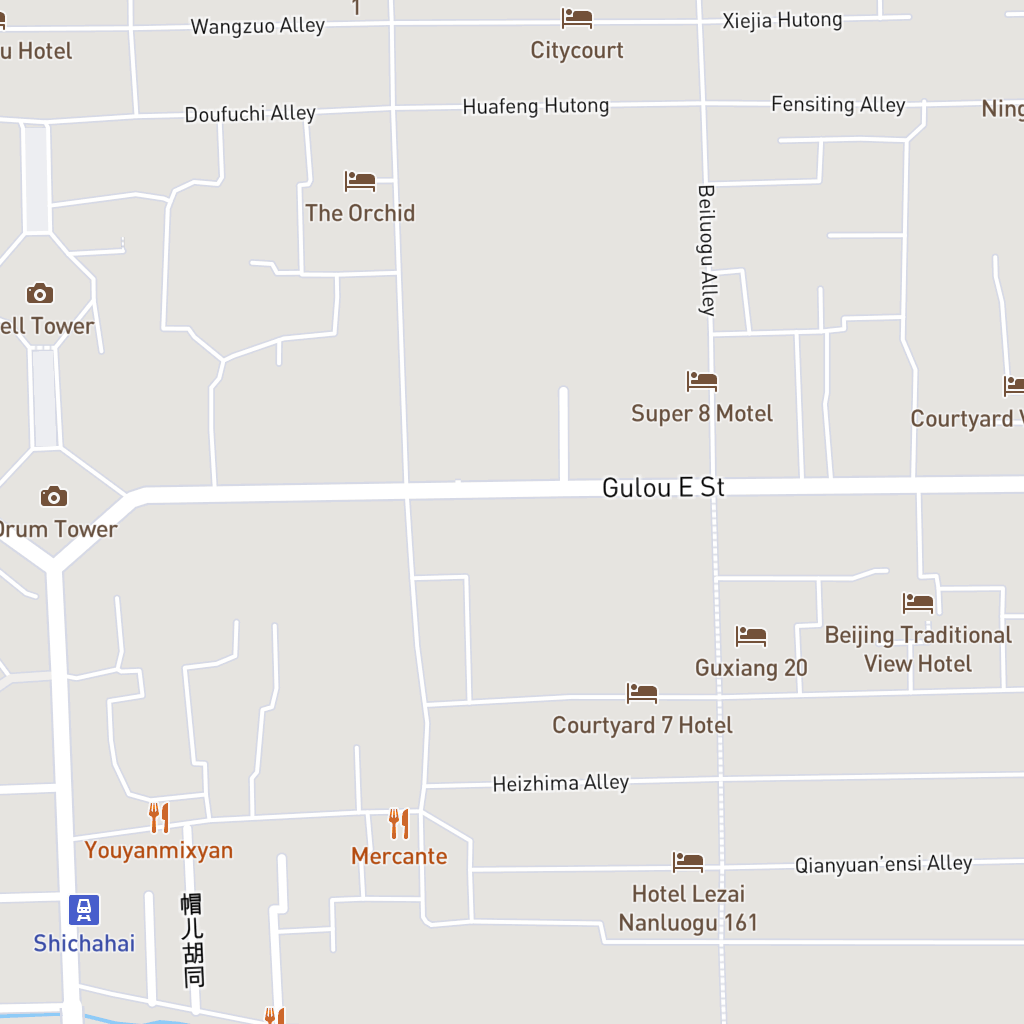 1
Wangzuo Alley
Xiejia Hutong
u Hotel
Citycourt
Doufuchi Alley
Huafeng Hutong
Fensiting Alley
Ning
The Orchid
Beiluogu Alley
ell Tower
Super 8 Motel
Courtyard V
Gulou E St
Drum Tower
Beijing Traditional
View Hotel
Guxiang 20
Courtyard 7 Hotel
Heizhima Alley
Youyanmixyan
Mercante
Qianyuan'ensi Alley
Hotel Lezai
Nanluogu 161
帽儿胡同
Shichahai